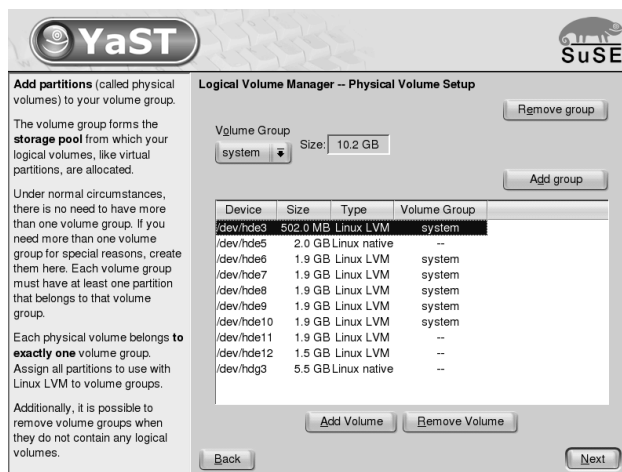 YaST
SuSE
Add partitions (called physical
volumes) to your volume group.
The volume group forms the
storage pool from which your
logical volumes, like virtual
partitions, are allocated.
Under normal circumstances,
there is no need to have more
than one volume group. If you
need more than one volume
group for special reasons, create
them here. Each volume group
must have at least one partition
that belongs to that volume
group.
Each physical volume belongs to
exactly one volume group.
Assign all partitions to use with
Linux LVM to volume groups.
Additionally, it is possible to
remove volume groups when
they do not contain any logical
volumes.
Logical Volume Manager -- Physical Volume Setup
Remove group
Volume Group
system Size: 10.2 GB
Add group
Device Size Type Volume Group
/dev/hde3 502.0 MB Linux LVM system
/dev/hde5 2.0 GB Linux native --
/dev/hde6 1.9 GB Linux LVM system
/dev/hde7 1.9 GB Linux LVM system
/dev/hde8 1.9 GB Linux LVM system
/dev/hde9 1.9 GB Linux LVM system
/dev/hde10 1.9 GB Linux LVM system
/dev/hde11 1.9 GB Linux LVM --
/dev/hde12 1.5 GB Linux LVM --
/dev/hdg3 5.5 GB Linux native --
Add Volume Remove Volume
Back Next